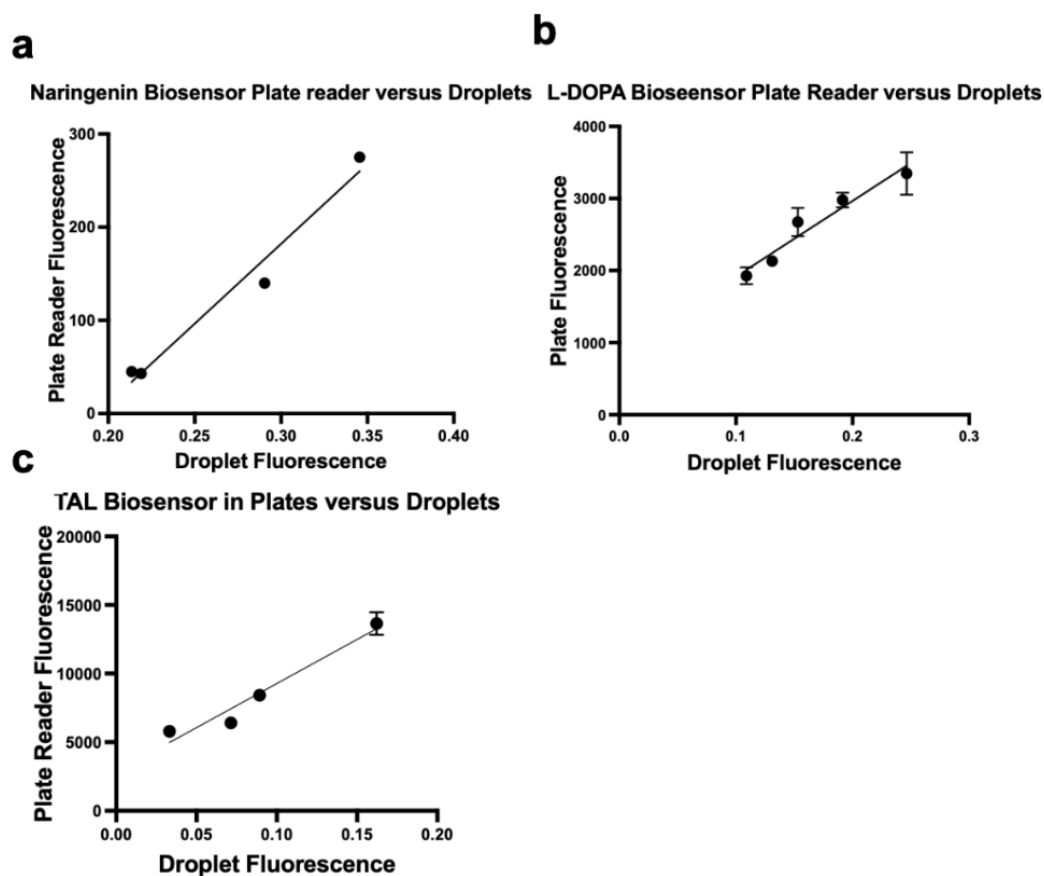 a
Naringenin Biosensor Plate reader versus Droplets
Plate Reader Fluorescence
300
200
100
0
0.20 0.25 0.30 0.35 0.40
Droplet Fluorescence
b
L-DOPA Bioseensor Plate Reader versus Droplets
Plate Fluorescence
4000
3000
2000
1000
0
0.0 0.1 0.2 0.3
Droplet Fluorescence
c
TAL Biosensor in Plates versus Droplets
Plate Reader Fluorescence
20000
15000
10000
5000
0
0.00 0.05 0.10 0.15 0.20
Droplet Fluorescence